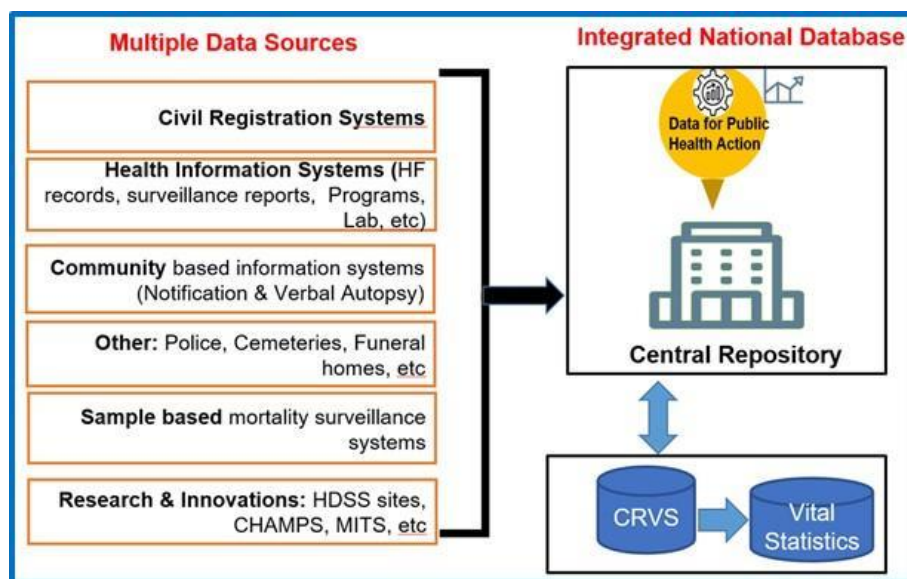 Multiple Data Sources
Civil Registration Systems
Health Information Systems (HF
records, surveillance reports, Programs,
Lab, etc)
Community based information systems
(Notification & Verbal Autopsy)
Other: Police, Cemeteries, Funeral
homes, etc
Sample based mortality surveillance
systems
Research & Innovations: HDSS sites,
CHAMPS, MITS, etc
Integrated National Database
Data for Public
Health Action
Central Repository
CRVS
Vital
Statistics